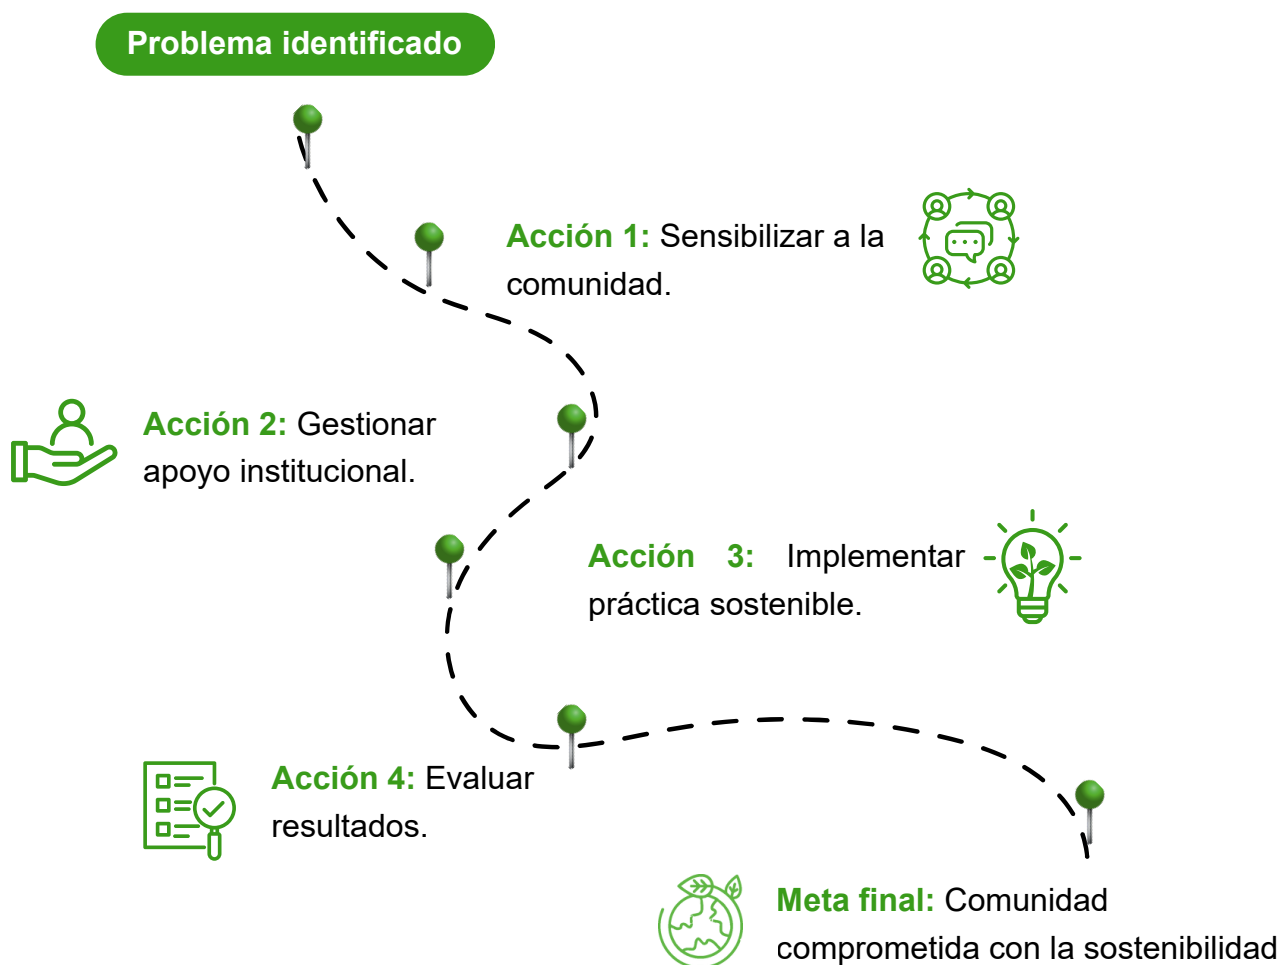 Problema identificado
Acción 1: Sensibilizar a la
comunidad.
Acción 2: Gestionar
apoyo institucional.
Acción 3: Implementar
práctica sostenible.
Acción 4: Evaluar
resultados.
Meta final: Comunidad
comprometida con la sostenibilidad